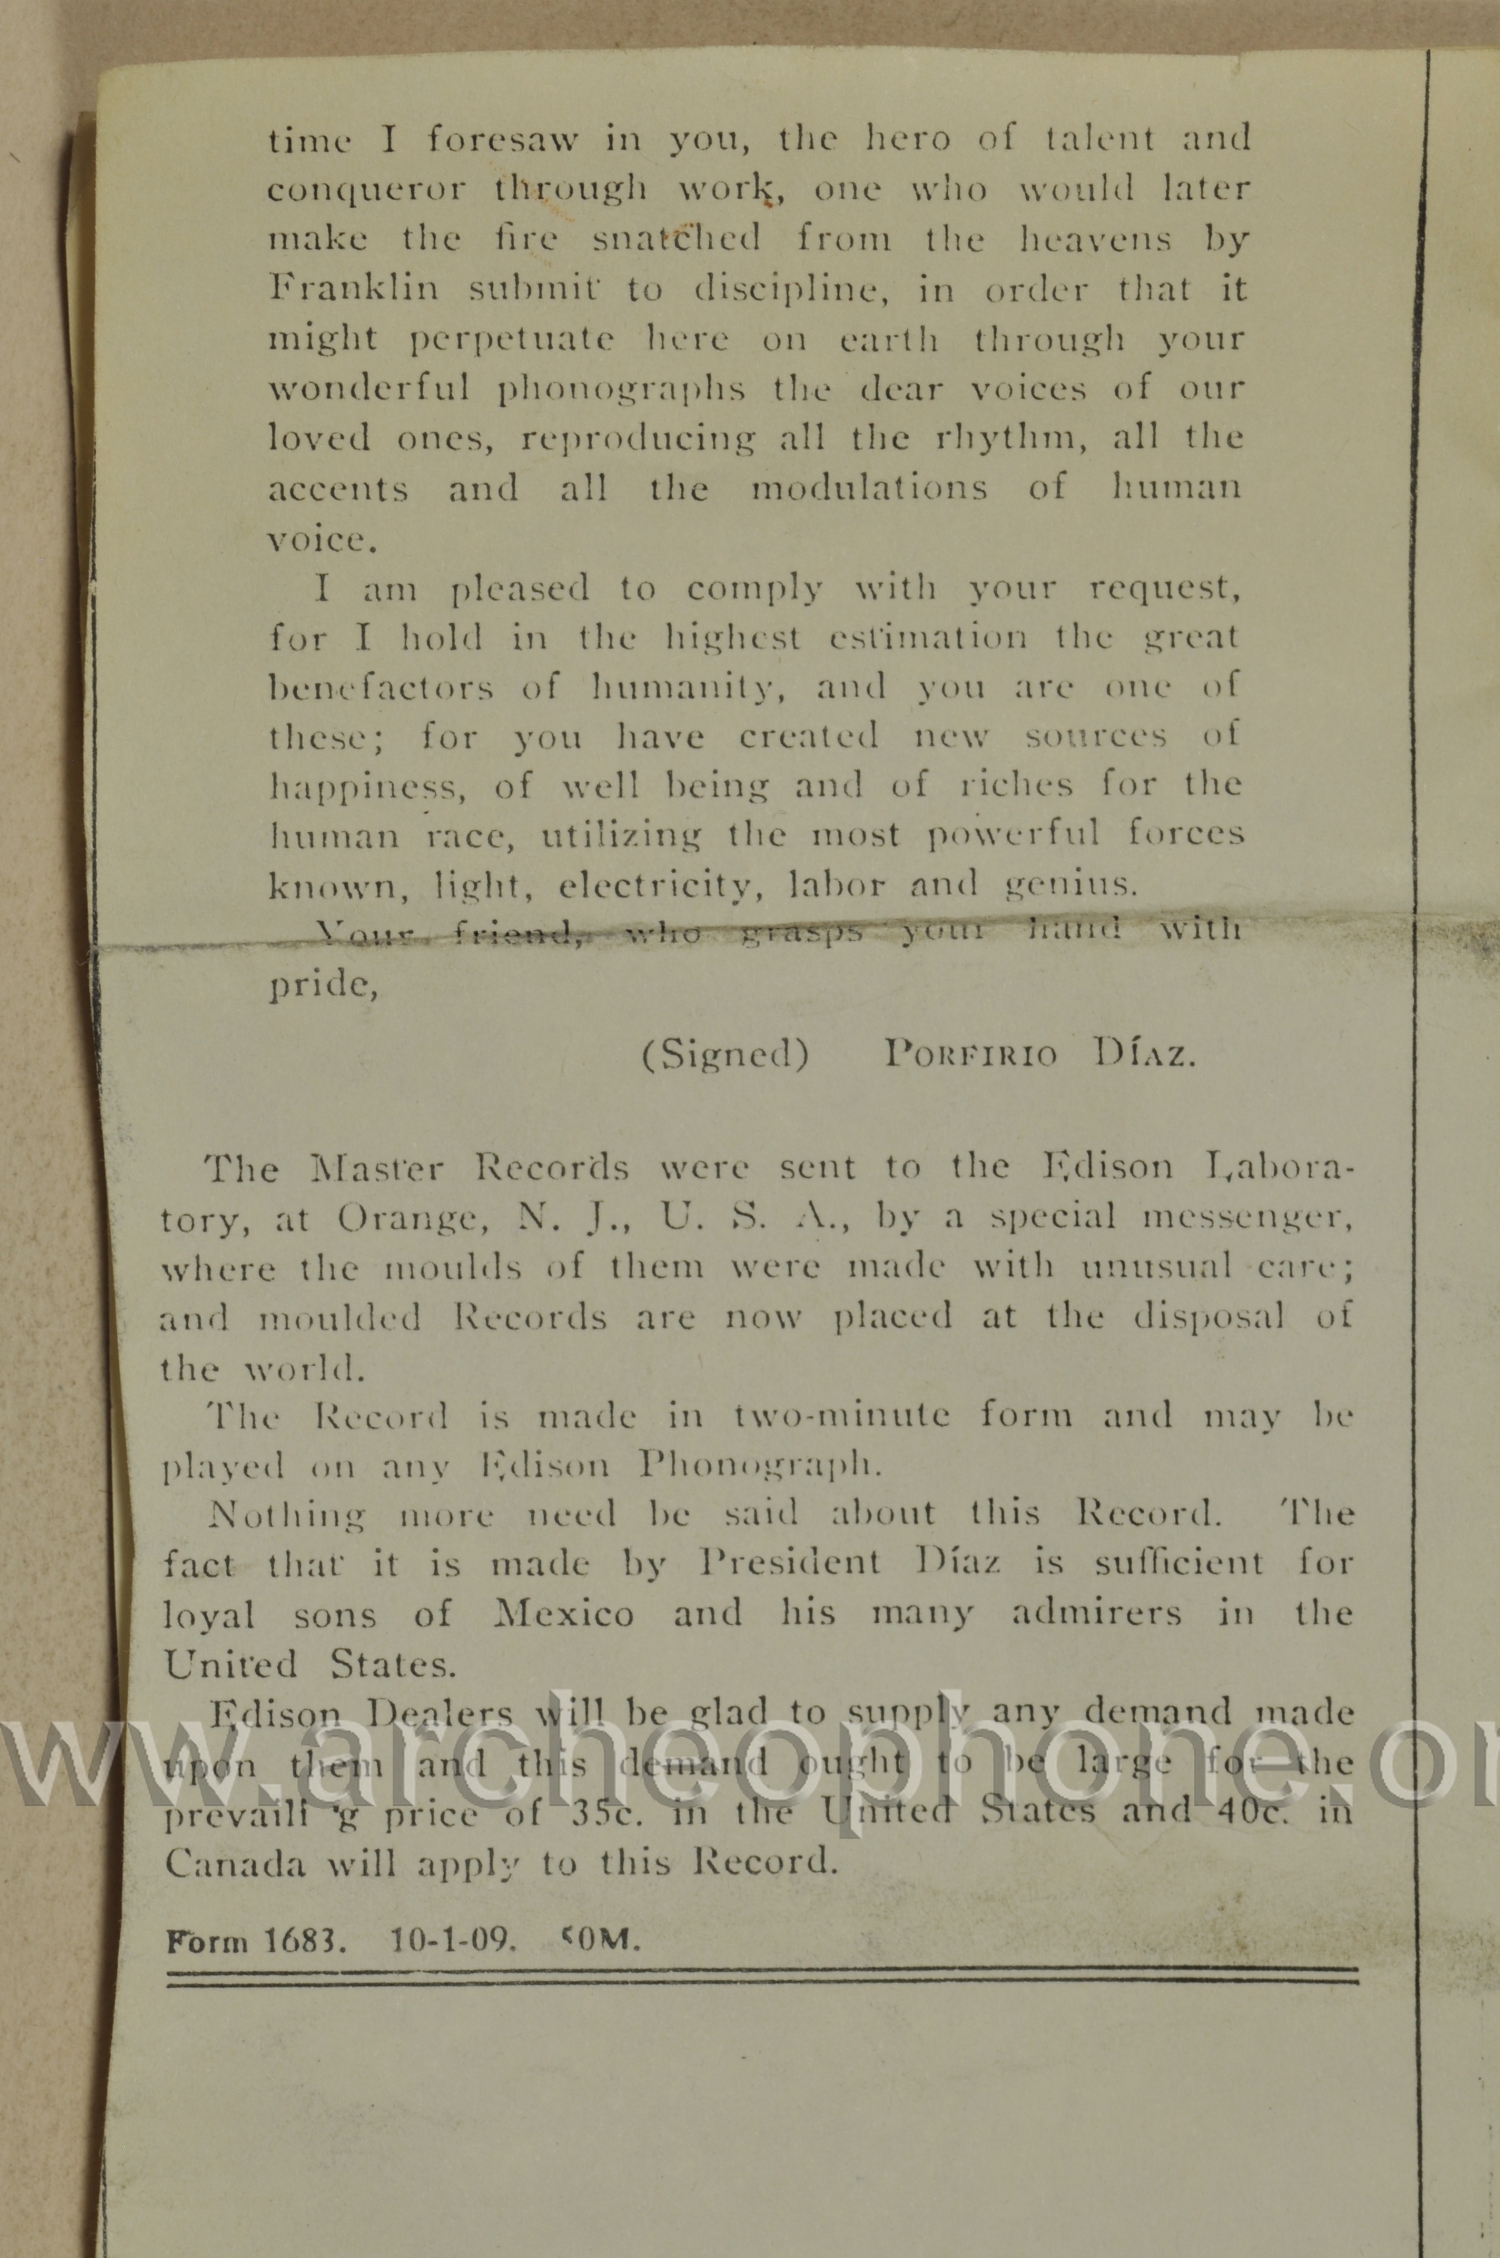 time I foresaw in you, the hero of talent and
conqueror through work, one who would later
make the fire snatched from the heavens by
Franklin submit to discipline, in order that it
might perpetuate here on earth through your
wonderful phonographs the dear voices of our
loved ones, reproducing all the rhythm, all the
accents and all the modulations of human
voice.
I am pleased to comply with your request,
for I hold in the highest estimation the great
benefactors of humanity, and you are one of
these; for you have created new sources of
happiness, of well being and of riches for the
human race, utilizing the most powerful forces
known, light, electricity, labor and genius.
Your friend, who grasps your hand with
pride,
(Signed) PORFIRIO DÍAZ.
The Master Records were sent to the Edison Labora-
tory, at Orange, N. J., U. S. A., by a special messenger,
where the moulds of them were made with unusual care;
and moulded Records are now placed at the disposal of
the world.
The Record is made in two-minute form and may be
played on any Edison Phonograph.
Nothing more need be said about this Record. The
fact that it is made by President Díaz is sufficient for
loyal sons of Mexico and his many admirers in the
United States.
Edison Dealers will be glad to supply any demand made
upon them and this demand ought to be large for the
prevailing price of 35c. in the United States and 40c. in
Canada will apply to this Record.
www.archeophone.or
Form 1683. 10-1-09. 50M.